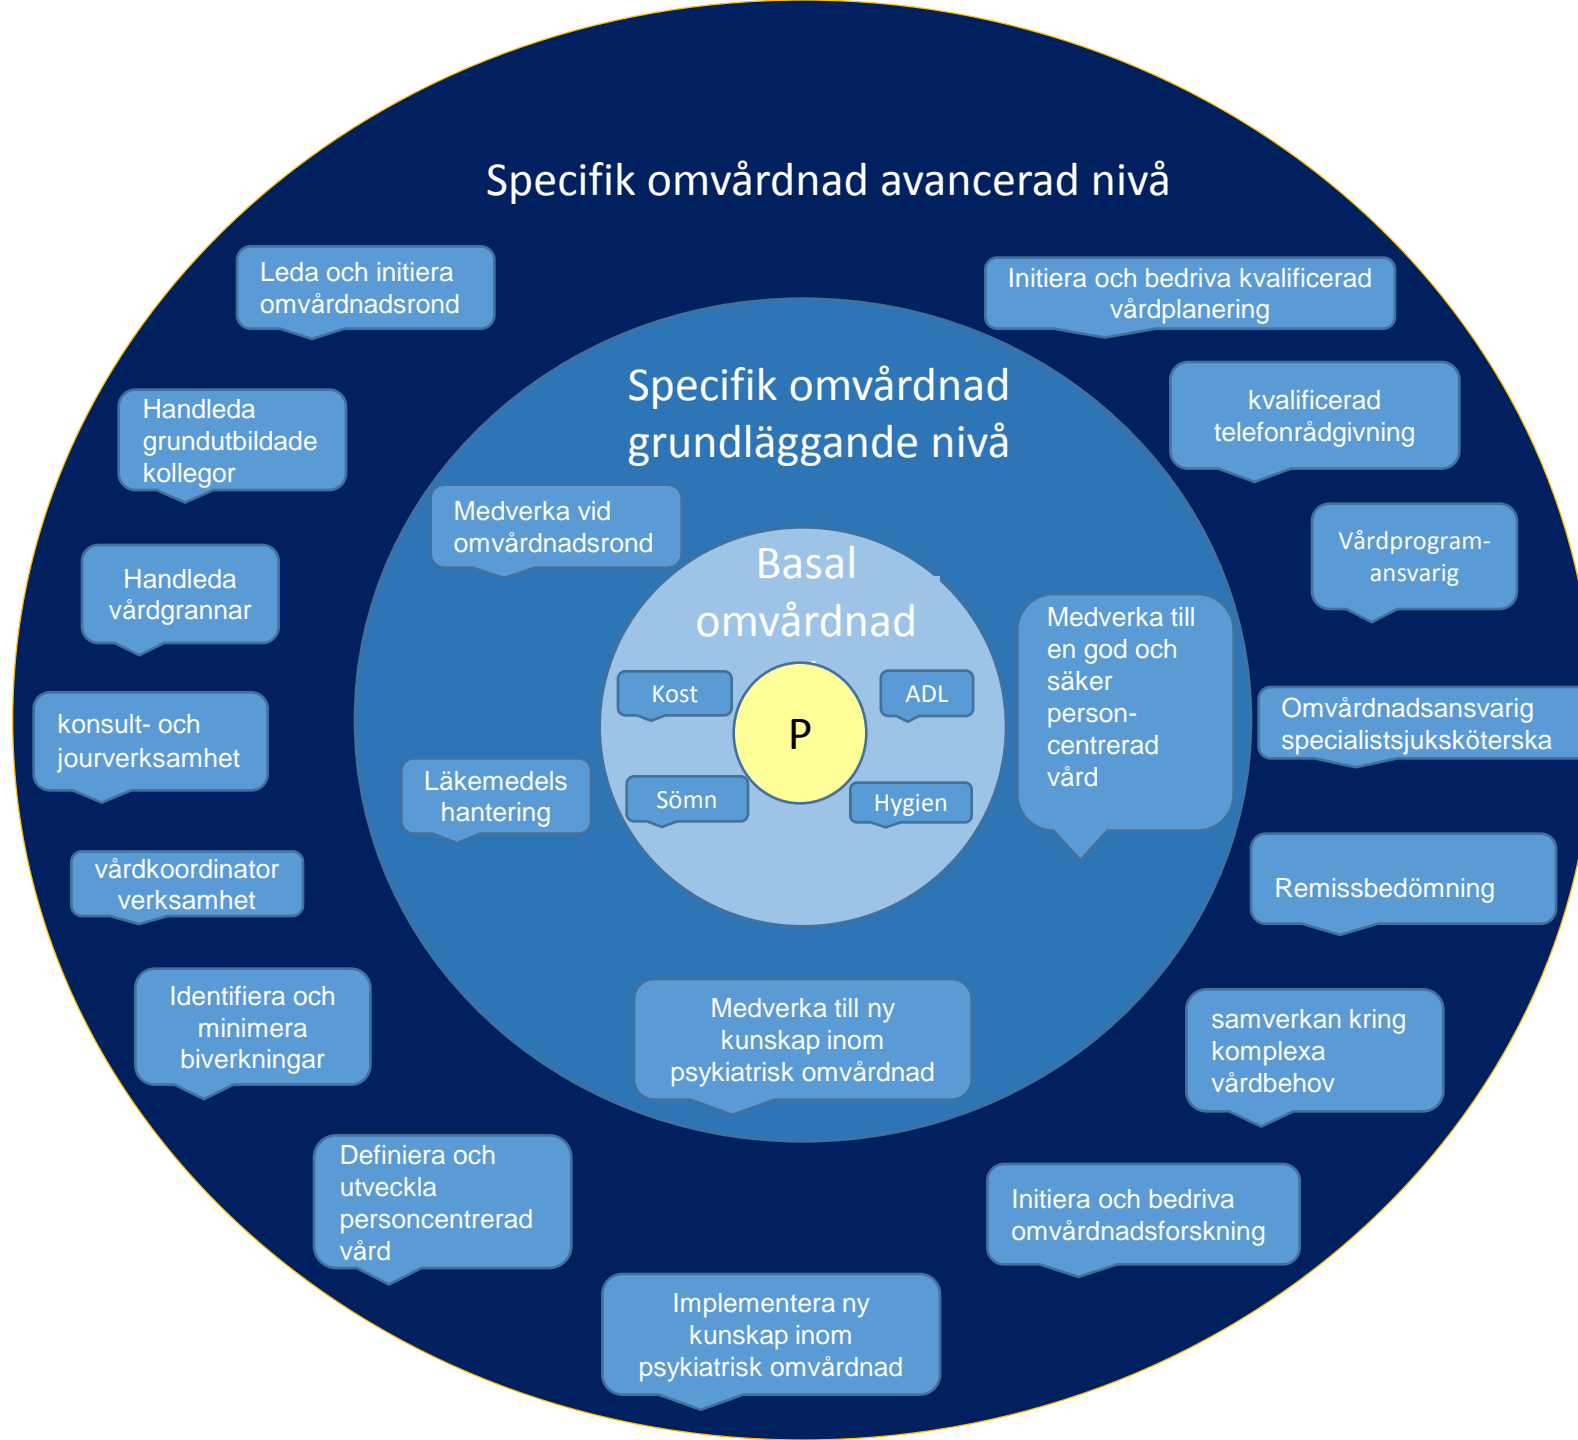 Specifik omvårdnad avancerad nivå
Leda och initiera
omvårdnadsrond
Initiera och bedriva kvalificerad
vårdplanering
Handleda
grundutbildade
kollegor
kvalificerad
telefonrådgivning
Handleda
vårdgrannar
Vårdprogram-
ansvarig
konsult- och
jourverksamhet
Omvårdnadsansvarig
specialistsjuksköterska
vårdkoordinator
verksamhet
Remissbedömning
Identifiera och
minimera
biverkningar
samverkan kring
komplexa
vårdbehov
Definiera och
utveckla
personcentrerad
vård
Initiera och bedriva
omvårdnadsforskning
Implementera ny
kunskap inom
psykiatrisk omvårdnad
Specifik omvårdnad
grundläggande nivå
Medverka vid
omvårdnadsrond
Medverka till
en god och
säker
person-
centrerad
vård
Läkemedels
hantering
Medverka till ny
kunskap inom
psykiatrisk omvårdnad
Basal
omvårdnad
Kost
ADL
P
Sömn
Hygien